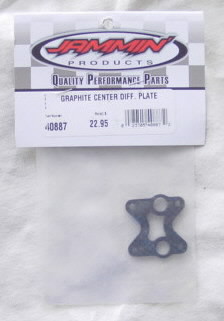 JAMMIN'
PRODUCTS
QUALITY PERFORMANCE PARTS
GRAPHITE CENTER DIFF. PLATE
40887 22.95